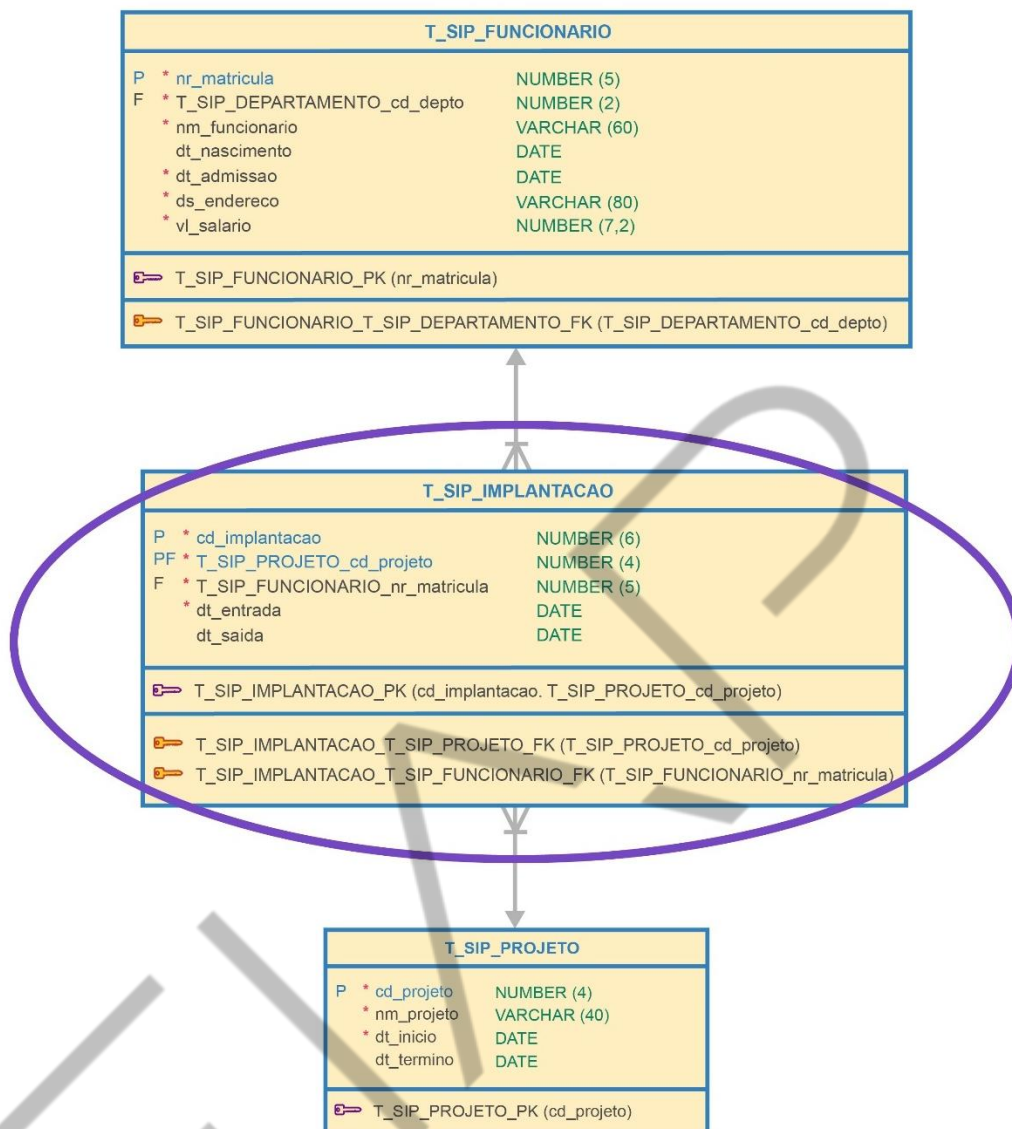 T_SIP_FUNCIONARIO
P * nr_matricula NUMBER (5)
F * T_SIP_DEPARTAMENTO_cd_depto NUMBER (2)
* nm_funcionario VARCHAR (60)
dt_nascimento DATE
* dt_admissao DATE
* ds_endereco VARCHAR (80)
* vl_salario NUMBER (7,2)
T_SIP_FUNCIONARIO_PK (nr_matricula)
T_SIP_FUNCIONARIO_T_SIP_DEPARTAMENTO_FK (T_SIP_DEPARTAMENTO_cd_depto)
T_SIP_IMPLANTACAO
P * cd_implantacao NUMBER (6)
PF * T_SIP_PROJETO_cd_projeto NUMBER (4)
F * T_SIP_FUNCIONARIO_nr_matricula NUMBER (5)
* dt_entrada DATE
dt_saida DATE
T_SIP_IMPLANTACAO_PK (cd_implantacao. T_SIP_PROJETO_cd_projeto)
T_SIP_IMPLANTACAO_T_SIP_PROJETO_FK (T_SIP_PROJETO_cd_projeto)
T_SIP_IMPLANTACAO_T_SIP_FUNCIONARIO_FK (T_SIP_FUNCIONARIO_nr_matricula)
T_SIP_PROJETO
P * cd_projeto NUMBER (4)
* nm_projeto VARCHAR (40)
* dt_inicio DATE
dt_termino DATE
T_SIP_PROJETO_PK (cd_projeto)